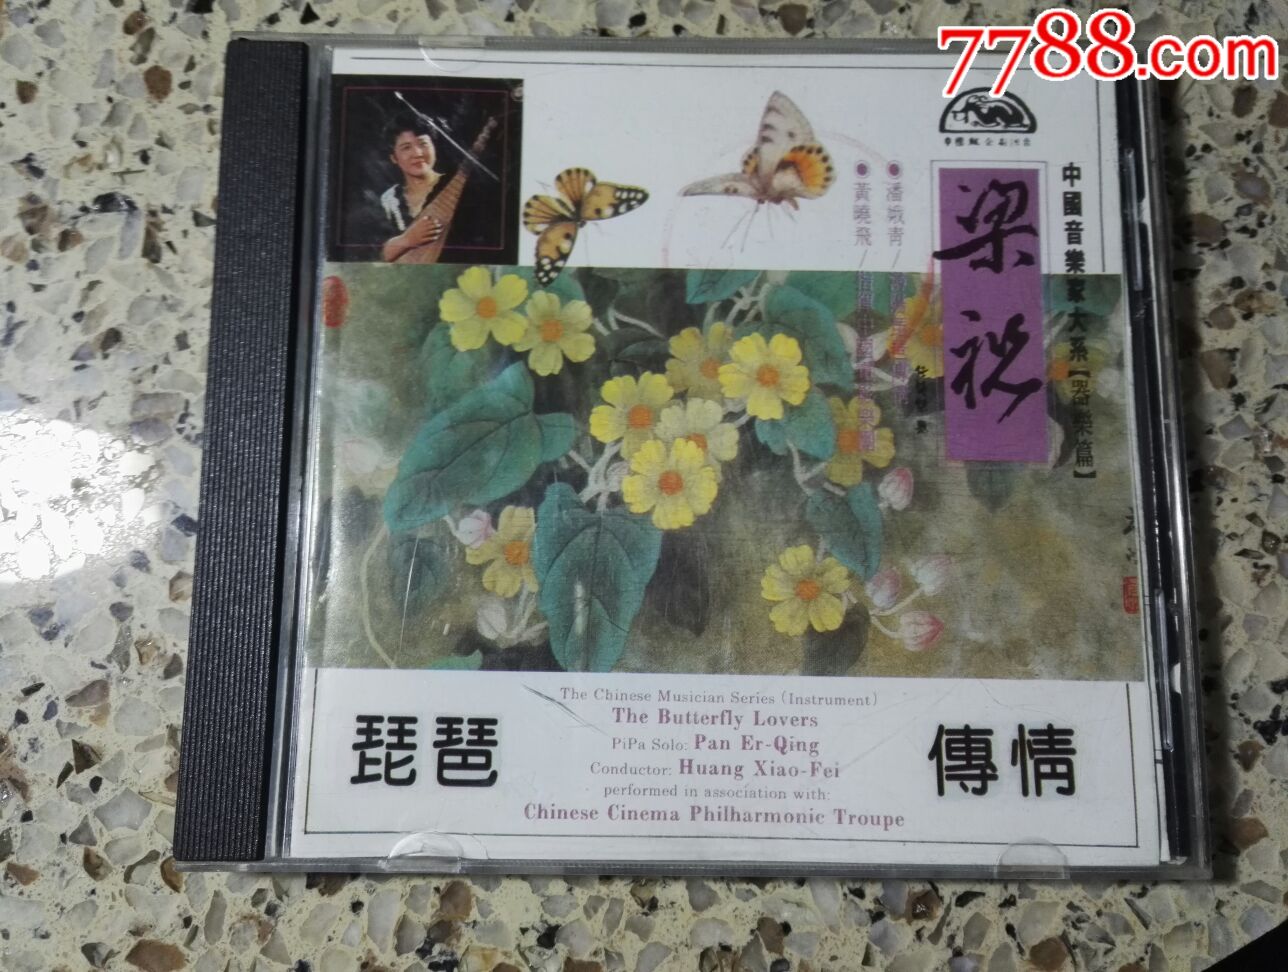 7788.com
中國音樂家大系【器樂篇】
梁祝
潘娥青
黃曉飛
The Chinese Musician Series (Instrument)
The Butterfly Lovers
PiPa Solo: Pan Er-Qing
Conductor: Huang Xiao-Fei
performed in association with:
Chinese Cinema Philharmonic Troupe
琵琶
傳情